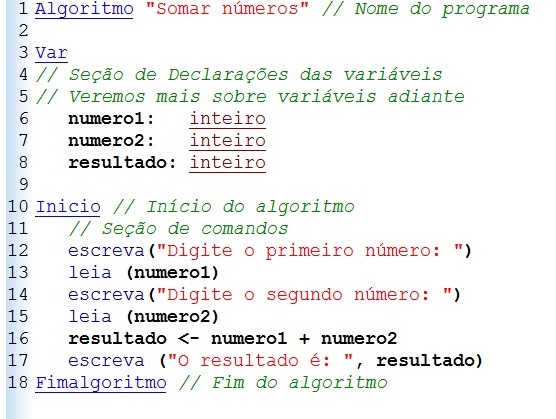 1 Algoritmo "Somar números" // Nome do programa
2
3 Var
4 // Seção de Declarações das variáveis
5 // Veremos mais sobre variáveis adiante
6 numero1: inteiro
7 numero2: inteiro
8 resultado: inteiro
9
10 Inicio // Início do algoritmo
11 // Seção de comandos
12 escreva("Digite o primeiro número: ")
13 leia (numero1)
14 escreva("Digite o segundo número: ")
15 leia (numero2)
16 resultado <- numero1 + numero2
17 escreva ("O resultado é: ", resultado)
18 Fimalgoritmo // Fim do algoritmo